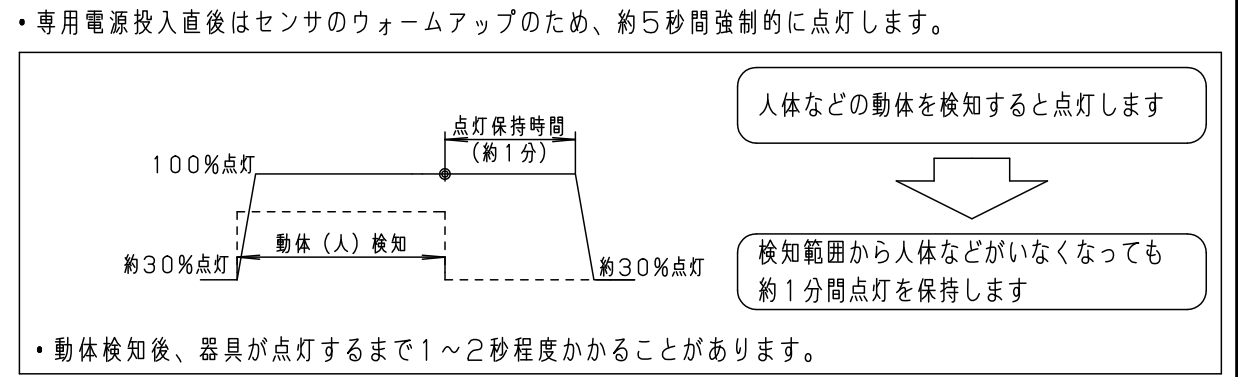 ・専用電源投入直後はセンサのウォームアップのため、約5秒間強制的に点灯します。
点灯保持時間
(約1分)
100%点灯
動体(人)検知
約30%点灯
約30%点灯
人体などの動体を検知すると点灯します
検知範囲から人体などがいなくなっても
約1分間点灯を保持します
・動体検知後、器具が点灯するまで1～2秒程度かかることがあります。